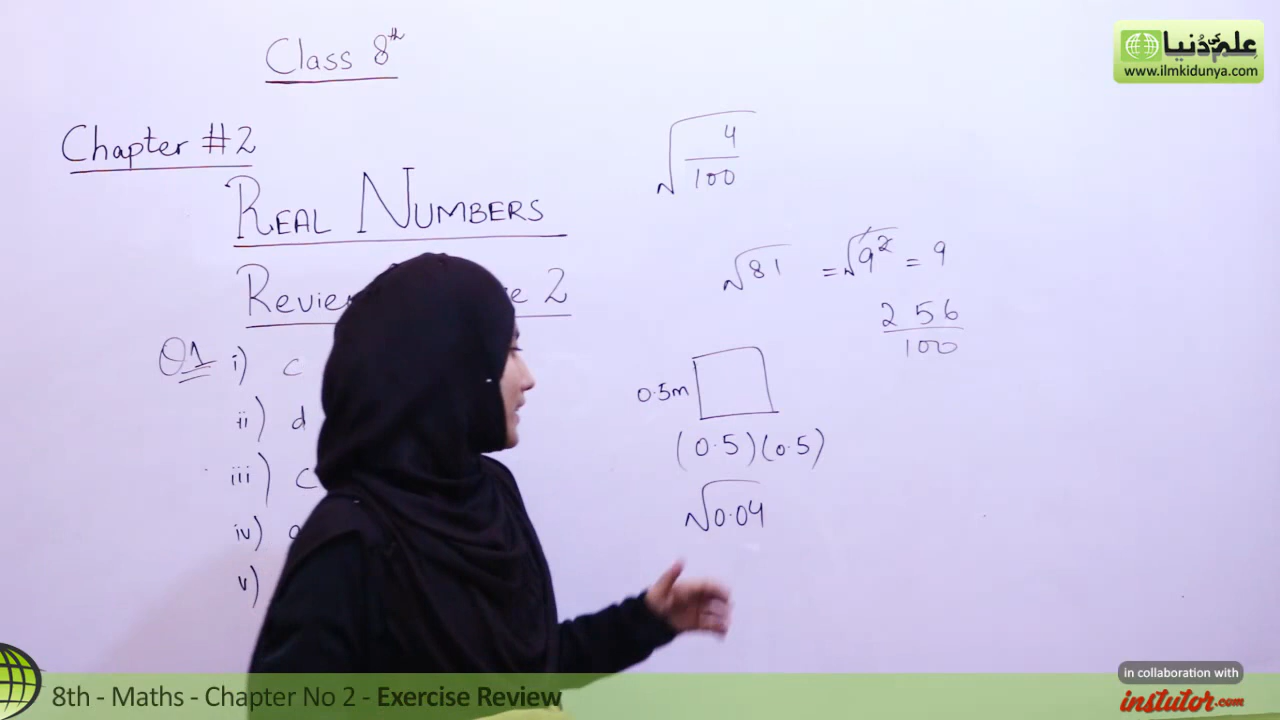 Class 8th
Chapter #2
REAL NUMBERS
Review 2
Q1 i) c
ii) d
iii) c
iv)
v)
√4/100
√81 = √9² = 9
256/100
0.5m
(0.5)(0.5)
√0.04
علم کی دُنیا
www.ilmkidunya.com
8th - Maths - Chapter No 2 - Exercise Review
in collaboration with
instutor.com